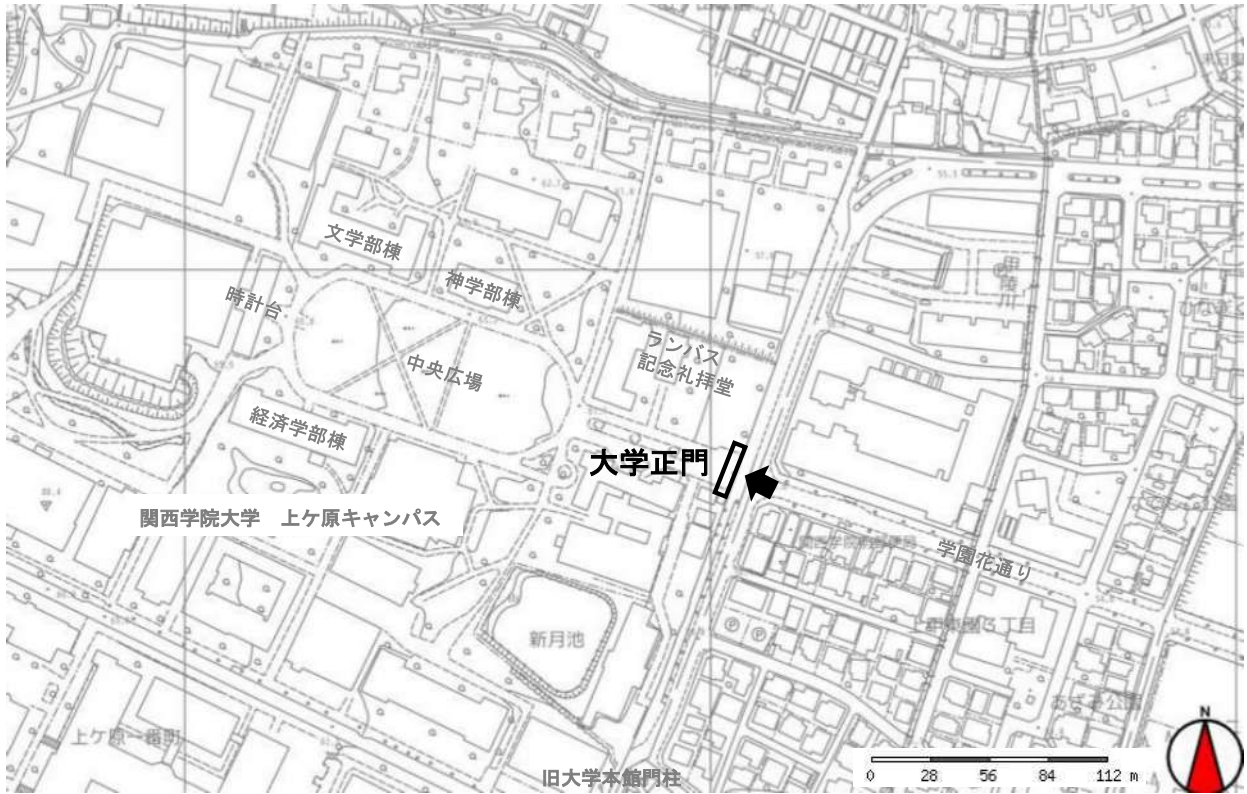 文学部棟
神学部棟
時計台
ランバス
記念礼拝堂
中央広場
経済学部棟
大学正門
関西学院大学 上ケ原キャンパス
学園花通り
新月池
上ケ原一番町
旧大学本館門柱
N
0 28 56 84 112 m